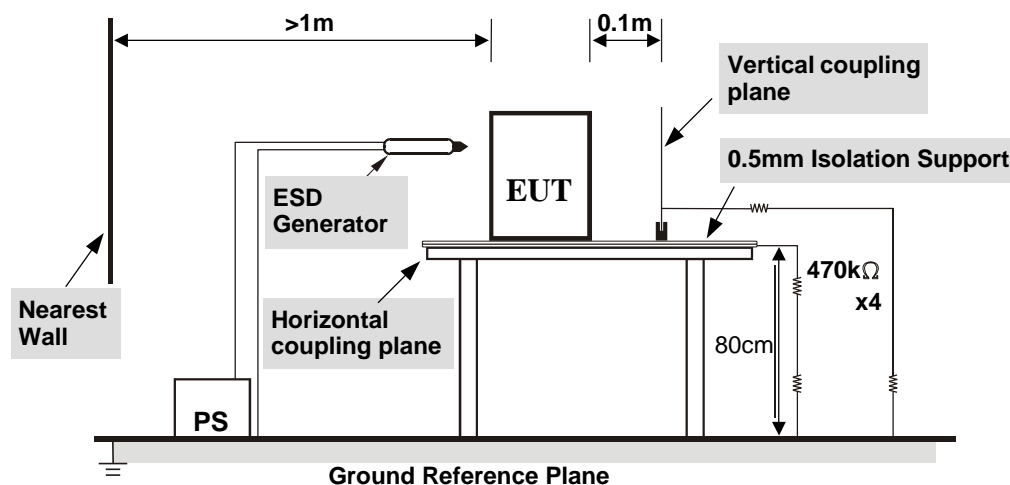 >1m
0.1m
Vertical coupling
plane
0.5mm Isolation Support
ESD
Generator
EUT
Nearest
Wall
Horizontal
coupling plane
470kΩ
x4
80cm
PS
Ground Reference Plane